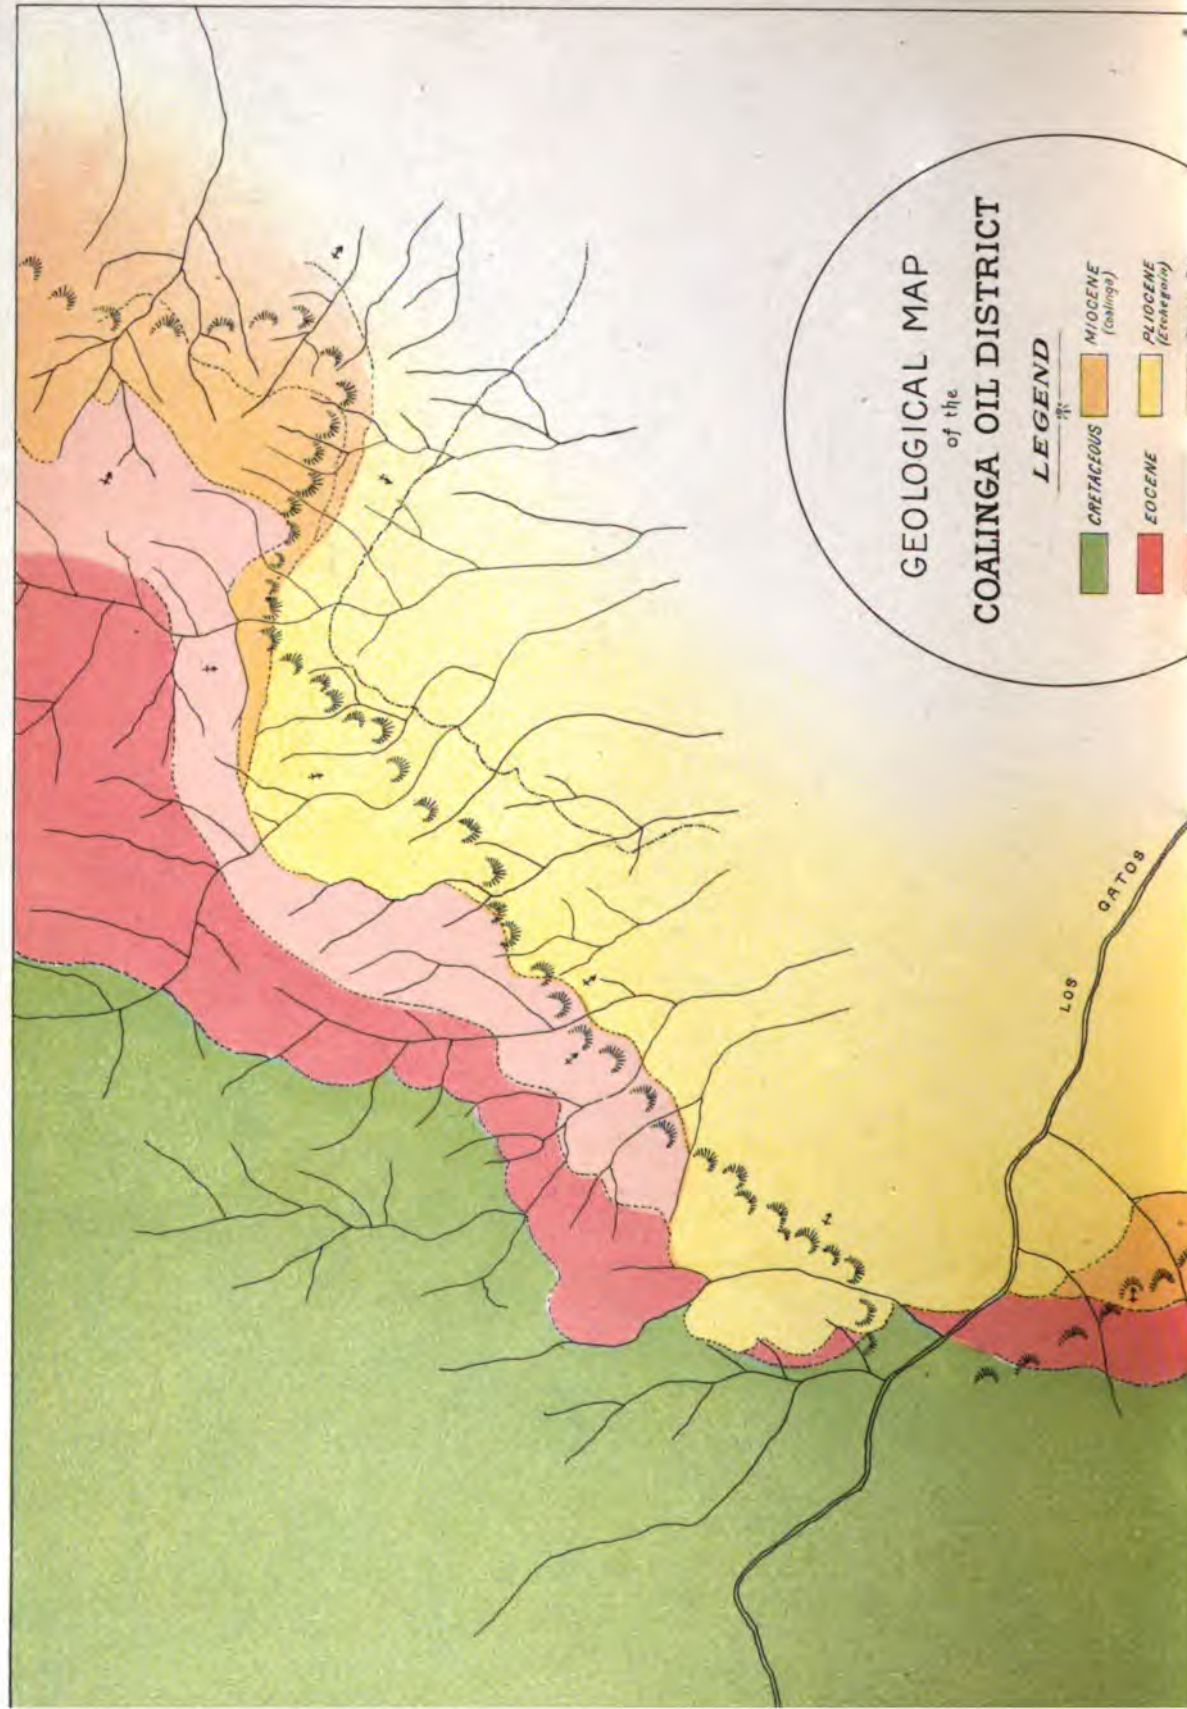 GEOLOGICAL MAP
of the
COALINGA OIL DISTRICT
LEGEND
CRETACEOUS
MIOCENE
(Coalinga)
EOCENE
PLIOCENE
(Etchegoin)
LOS GATOS